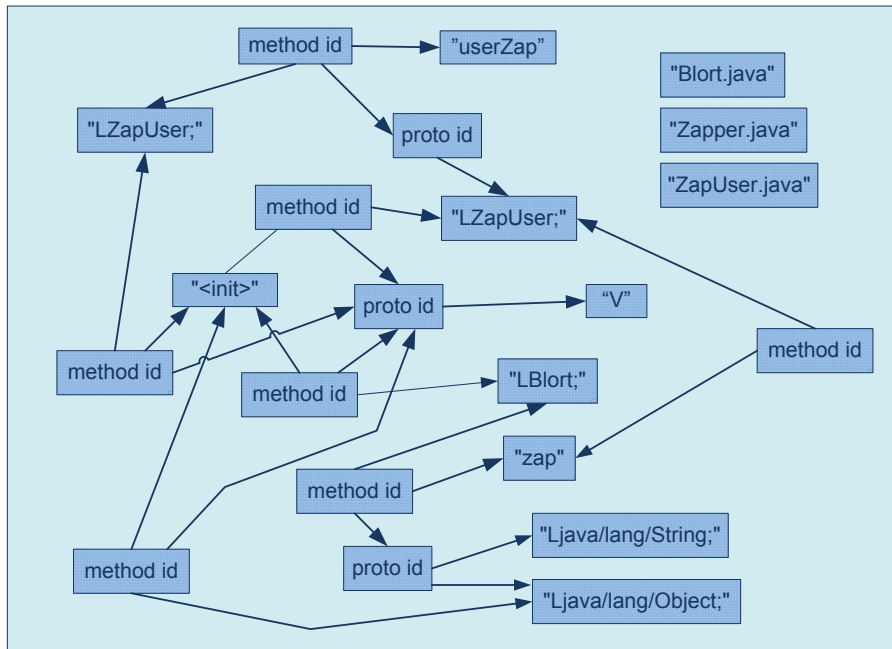 method id
”userZap”
"Blort.java"
"LZapUser;"
proto id
"Zapper.java"
"ZapUser.java"
method id
"LZapUser;"
"<init>"
proto id
“V”
method id
method id
method id
"LBlort;"
"zap"
method id
"Ljava/lang/String;"
method id
proto id
"Ljava/lang/Object;"